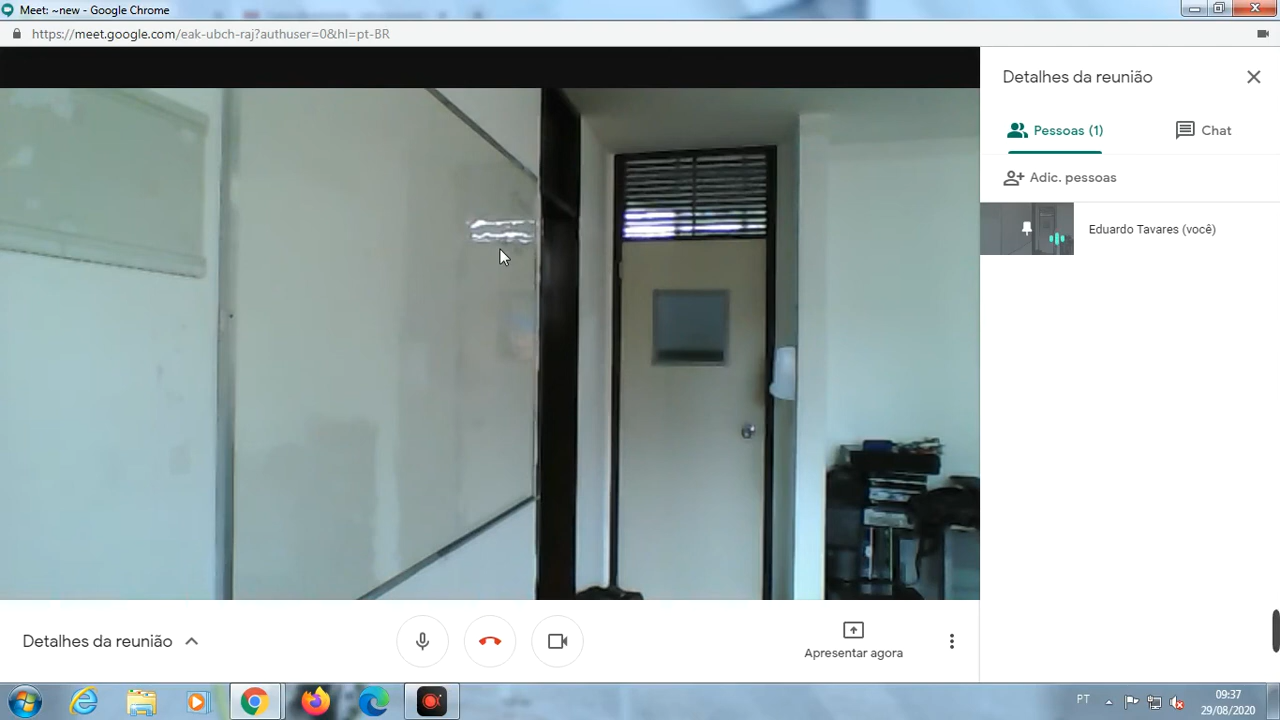 Meet: ~new - Google Chrome
https://meet.google.com/eak-ubch-raj?authuser=0&hl=pt-BR
Detalhes da reunião
Pessoas (1)
Chat
Adic. pessoas
Eduardo Tavares (você)
Detalhes da reunião
Apresentar agora
PT
09:37
29/08/2020